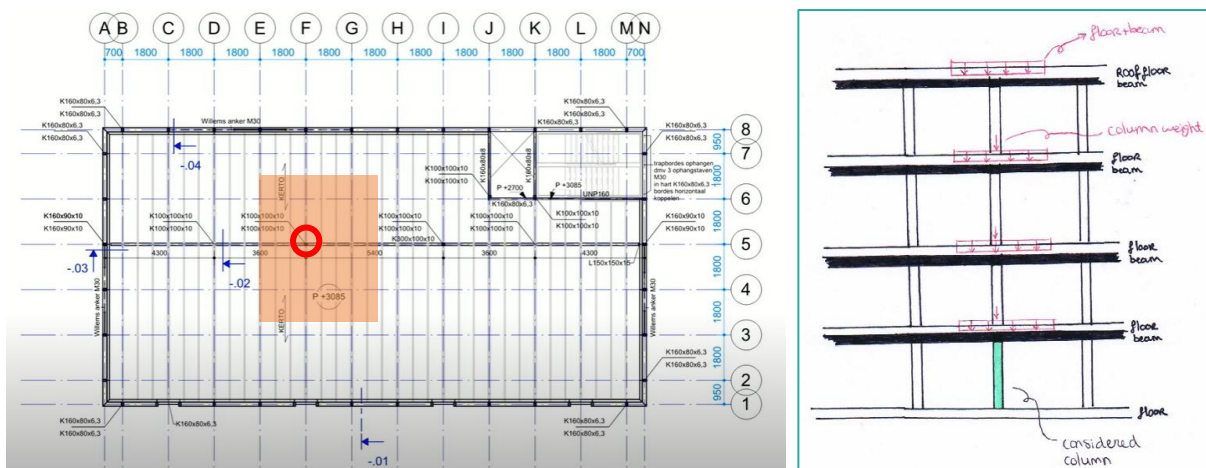 A B C D E F G H I J K L M N
700 1800 1800 1800 1800 1800 1800 1800 1800 1800 1800 1800 700
K160x80x6,3
K160x80x6,3
Willems anker M30
K160x80x6,3
K160x80x6,3
K160x80x6,3
K160x80x6,3
-.04
K160x80x6,3
K160x80x6,3
8
950
7
1800
6
1800
5
1800
4
1800
3
1800
2
950
1
KERTO
K100x100x10
K100x100x10
K160x80x8
K160x80x8
P +2700
P +3085
UNP160
K160x80x6,3
trapbordes ophangen
dmv 3 ophangstaven
M30
in hart K160x80x6,3
bordes horizontaal
koppelen
K100x100x10
K100x100x10
K160x90x10
K160x90x10
K100x100x10
K100x100x10
K100x100x10
K100x100x10
K100x100x10
K300x100x10
K100x100x10
K100x100x10
K160x90x10
K160x90x10
4300
3600
5400
3600
4300
L150x150x15
-.03
-.02
Willems anker M30
KERTO
P +3085
Willems anker M30
K160x80x6,3
K160x80x6,3
K160x80x6,3
K160x80x6,3
K160x80x6,3
K160x80x6,3
K160x80x6,3
-.01
floor+beam
ROOF floor
beam
column weight
floor
beam
floor
beam
floor
beam
floor
considered
column